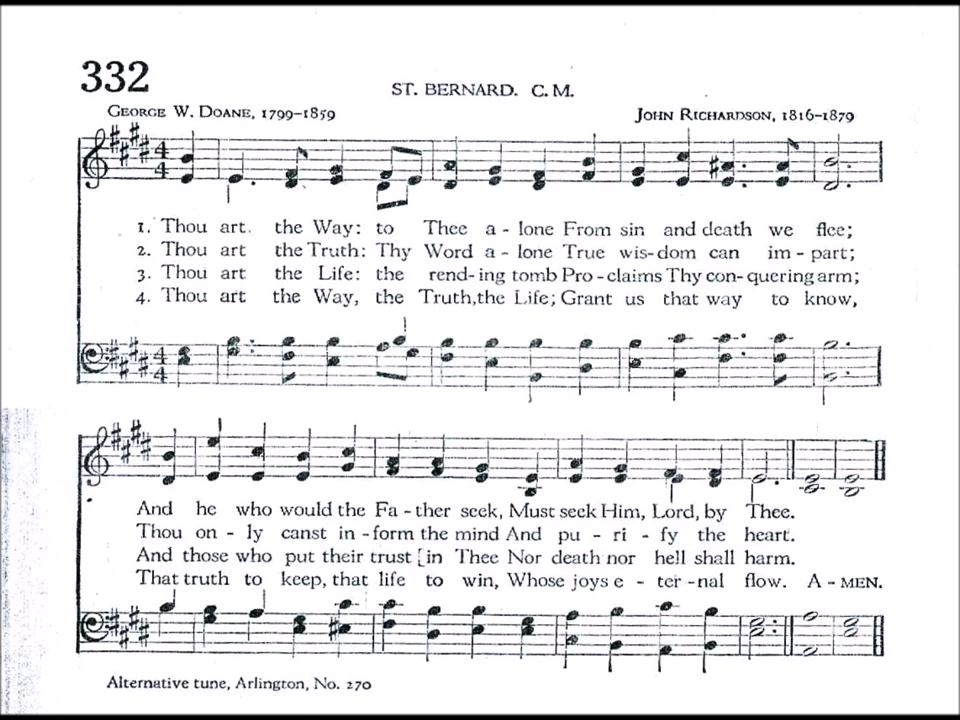 332
ST. BERNARD. C. M.
GEORGE W. DOANE, 1799-1859
JOHN RICHARDSON, 1816-1879
4
4
1. Thou art the Way: to Thee a - lone From sin and death we flee;
2. Thou art the Truth: Thy Word a - lone True wis-dom can im - part;
3. Thou art the Life: the rend-ing tomb Pro-claims Thy con-quering arm;
4. Thou art the Way, the Truth, the Life; Grant us that way to know,
4
4
And he who would the Fa - ther seek, Must seek Him, Lord, by Thee.
Thou on - ly canst in - form the mind And pu - ri - fy the heart.
And those who put their trust [in Thee Nor death nor hell shall harm.
That truth to keep, that life to win, Whose joys e - ter - nal flow. A - MEN.
Alternative tune, Arlington, No. 270